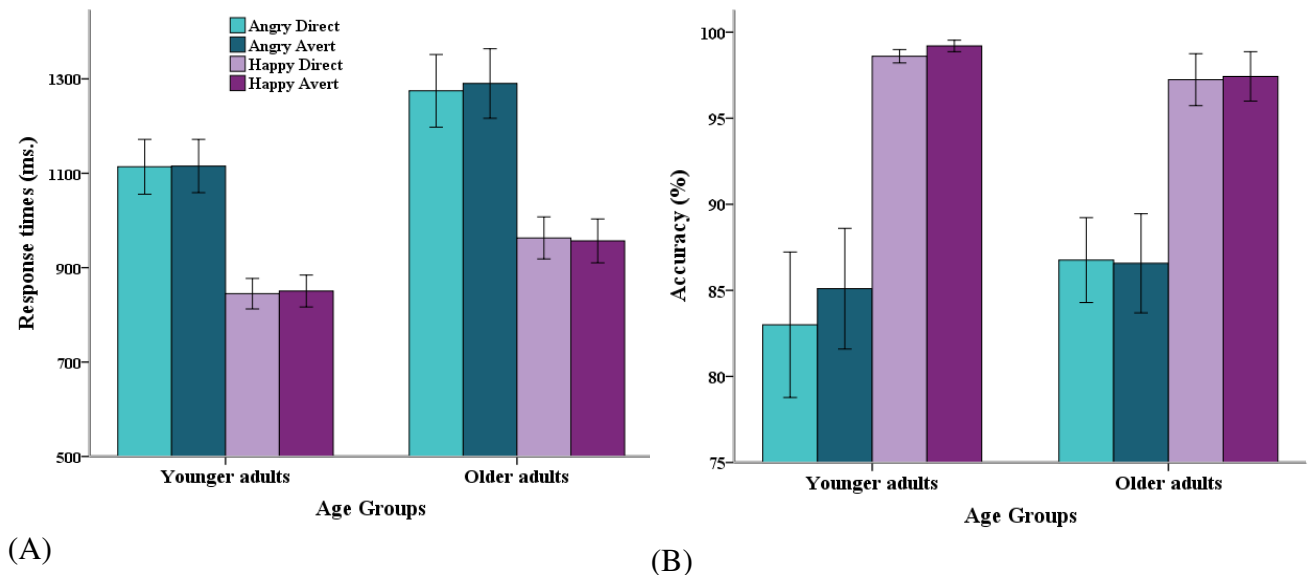 Angry Direct
Angry Avert
Happy Direct
Happy Avert
Response times (ms.)
1300
1100
900
700
500
Younger adults
Older adults
Age Groups
(A)
Accuracy (%)
100
95
90
85
80
75
Younger adults
Older adults
Age Groups
(B)